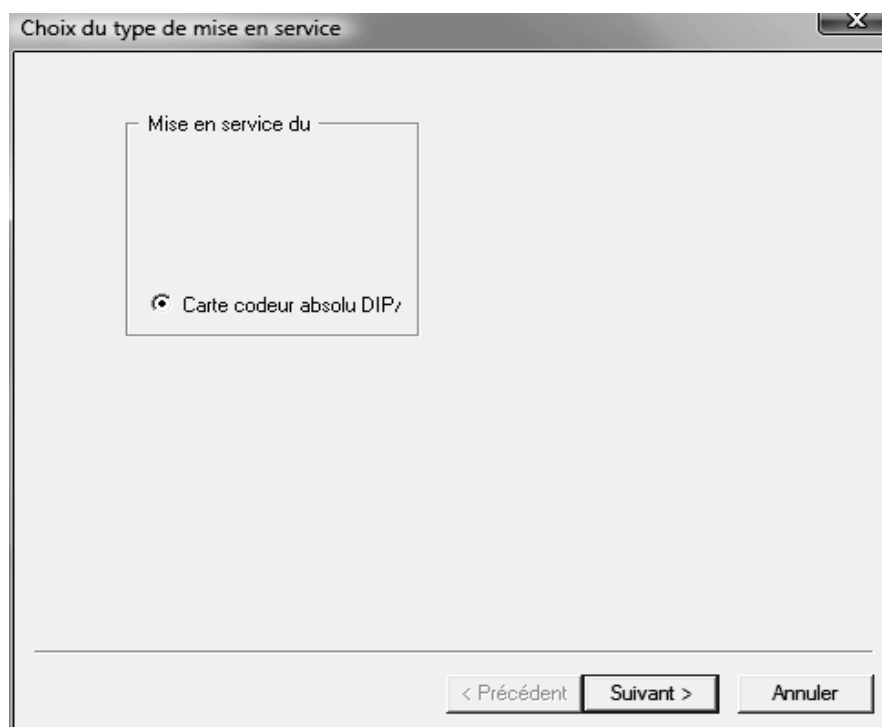 Choix du type de mise en service
Mise en service du
Carte codeur absolu DIP/
< Précédent
Suivant >
Annuler